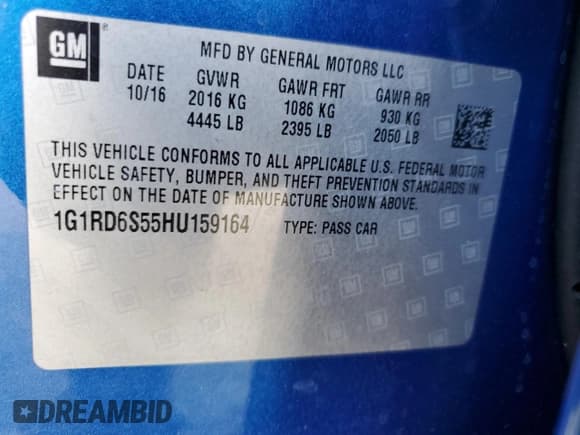 GM ®
MFD BY GENERAL MOTORS LLC
DATE GVWR GAWR FRT GAWR RR
10/16 2016 KG 1086 KG 930 KG
4445 LB 2395 LB 2050 LB
THIS VEHICLE CONFORMS TO ALL APPLICABLE U.S. FEDERAL MOTOR
VEHICLE SAFETY, BUMPER, AND THEFT PREVENTION STANDARDS IN
EFFECT ON THE DATE OF MANUFACTURE SHOWN ABOVE.
1G1RD6S55HU159164 TYPE: PASS CAR
DREAMBID